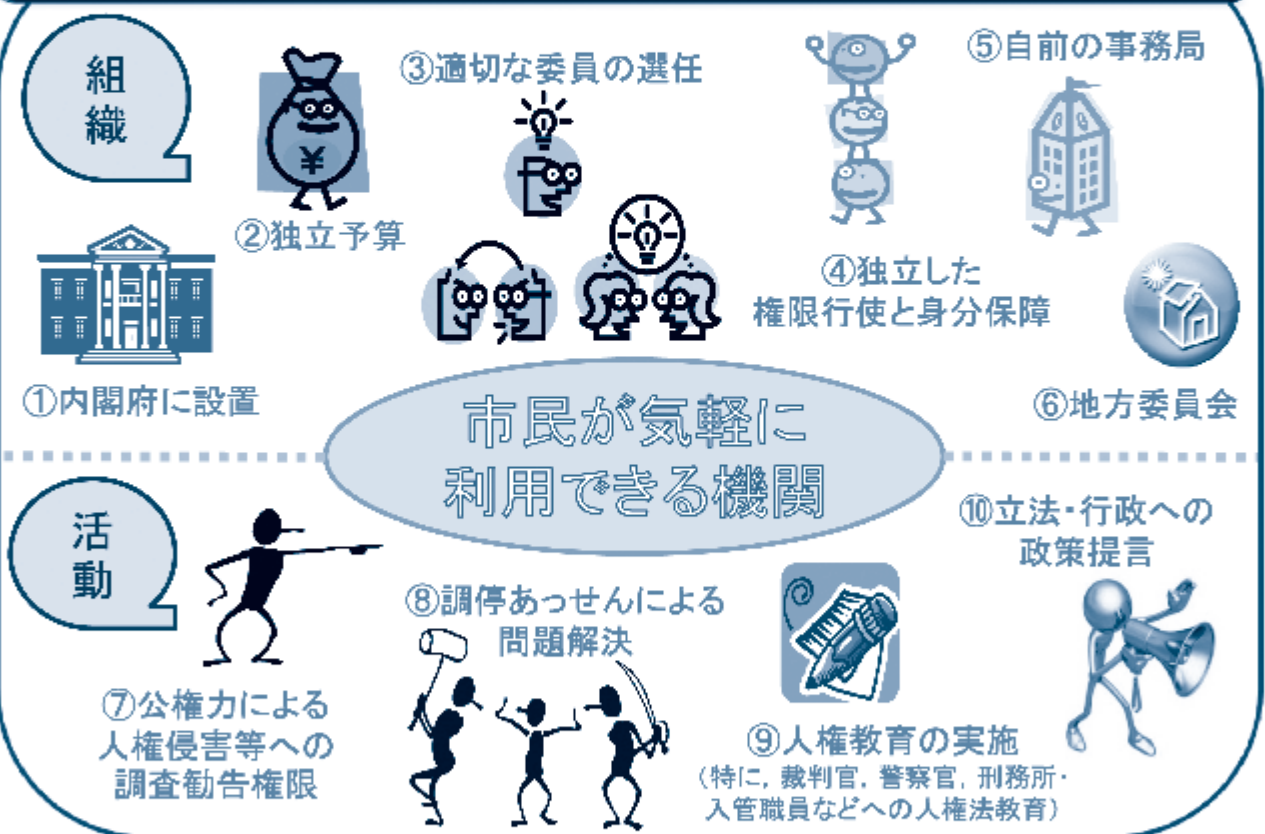 組
織
②独立予算
¥
③適切な委員の選任
⑤自前の事務局
④独立した
権限行使と身分保障
①内閣府に設置
⑥地方委員会
市民が気軽に
利用できる機関
活
動
⑦公権力による
人権侵害等への
調査勧告権限
⑧調停あっせんによる
問題解決
⑨人権教育の実施
(特に, 裁判官, 警察官, 刑務所・
入管職員などへの人権法教育)
⑩立法・行政への
政策提言